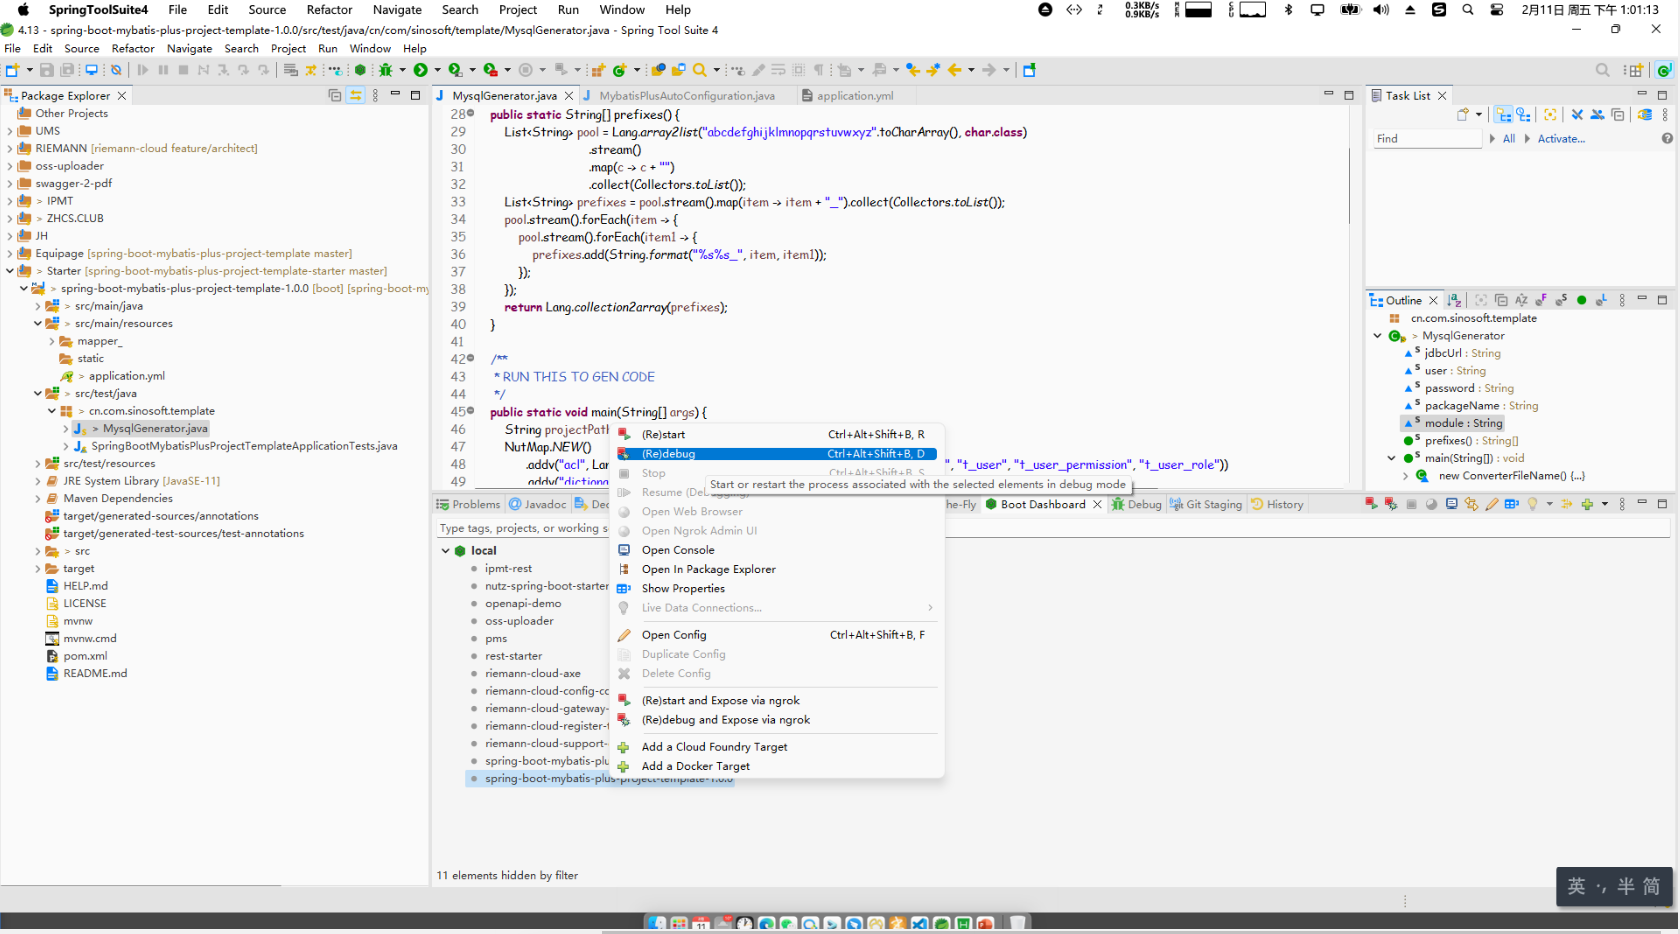 SpringToolSuite4 File Edit Source Refactor Navigate Search Project Run Window Help
0.3KB/s
0.9KB/s
2月11日 周五 下午 1:01:13
4.13 - spring-boot-mybatis-plus-project-template-1.0.0/src/test/java/cn/com/sinosoft/template/MysqlGenerator.java - Spring Tool Suite 4
File Edit Source Refactor Navigate Search Project Run Window Help
Package Explorer
Other Projects
UMS
RIEMANN [riemann-cloud feature/architect]
oss-uploader
swagger-2-pdf
> IPMT
> ZHCS.CLUB
JH
Equipage [spring-boot-mybatis-plus-project-template master]
> Starter [spring-boot-mybatis-plus-project-template-starter master]
> spring-boot-mybatis-plus-project-template-1.0.0 [boot] [spring-boot-my
> src/main/java
> src/main/resources
mapper_
static
> application.yml
> src/test/java
> cn.com.sinosoft.template
> MysqlGenerator.java
SpringBootMybatisPlusProjectTemplateApplicationTests.java
src/test/resources
JRE System Library [JavaSE-11]
Maven Dependencies
target/generated-sources/annotations
target/generated-test-sources/test-annotations
> src
target
HELP.md
LICENSE
mvnw
mvnw.cmd
pom.xml
README.md
MysqlGenerator.java MybatisPlusAutoConfiguration.java application.yml
28 public static String[] prefixes() {
29 List<String> pool = Lang.array2list("abcdefghijklmnopqrstuvwxyz".toCharArray(), char.class)
30 .stream()
31 .map(c -> c + "")
32 .collect(Collectors.toList());
33 List<String> prefixes = pool.stream().map(item -> item + "_").collect(Collectors.toList());
34 pool.stream().forEach(item -> {
35 pool.stream().forEach(item1 -> {
36 prefixes.add(String.format("%s%s_", item, item1));
37 });
38 });
39 return Lang.collection2array(prefixes);
40 }
41
42 /**
43 * RUN THIS TO GEN CODE
44 */
45 public static void main(String[] args) {
46 String projectPath
47 NutMap.NEW()
48 .addv("acl", Lan ", "t_user", "t_user_permission", "t_user_role"))
49 .addv("dictiona
(Re)start Ctrl+Alt+Shift+B, R
(Re)debug Ctrl+Alt+Shift+B, D
Stop Ctrl+Alt+Shift+B, S
Start or restart the process associated with the selected elements in debug mode
Resume (Debugging)
Open Web Browser
Open Ngrok Admin UI
Open Console
Open In Package Explorer
Show Properties
Live Data Connections...
Open Config Ctrl+Alt+Shift+B, F
Duplicate Config
Delete Config
(Re)start and Expose via ngrok
(Re)debug and Expose via ngrok
Add a Cloud Foundry Target
Add a Docker Target
Problems Javadoc Dec he-Fly Boot Dashboard Debug Git Staging History
Type tags, projects, or working s
local
ipmt-rest
nutz-spring-boot-starter
openapi-demo
oss-uploader
pms
rest-starter
riemann-cloud-axe
riemann-cloud-config-cc
riemann-cloud-gateway-
riemann-cloud-register-
riemann-cloud-support-
spring-boot-mybatis-plu
spring-boot-mybatis-plus-project-template-1.0.0
11 elements hidden by filter
Task List
Find All Activate...
Outline
cn.com.sinosoft.template
> MysqlGenerator
jdbcUrl : String
user : String
password : String
packageName : String
module : String
prefixes() : String[]
main(String[]) : void
new ConverterFileName() {...}
英 ·, 半 简
11